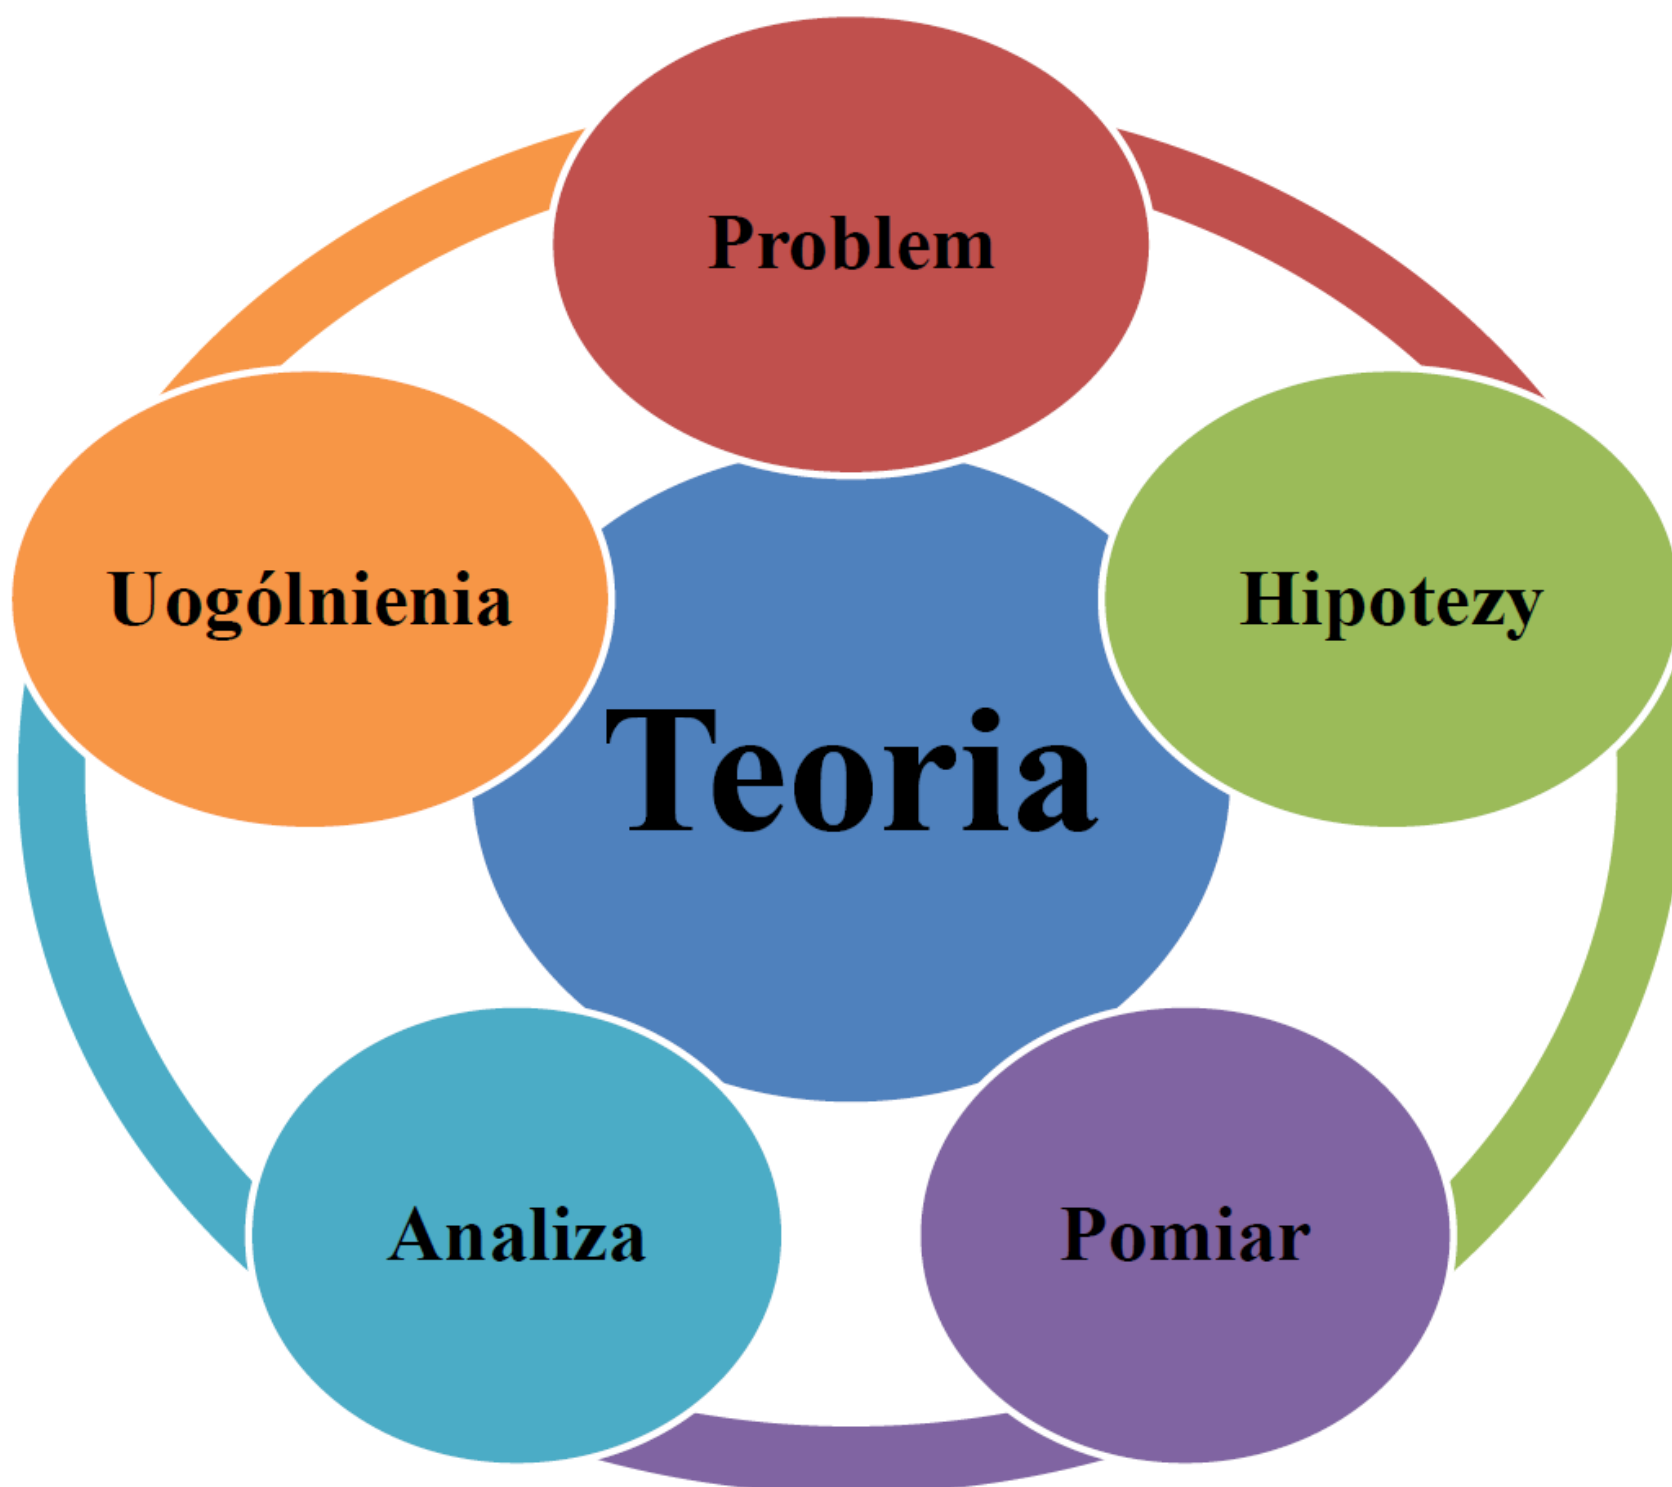 Problem
Hipotezy
Pomiar
Analiza
Uogólnienia
Teoria